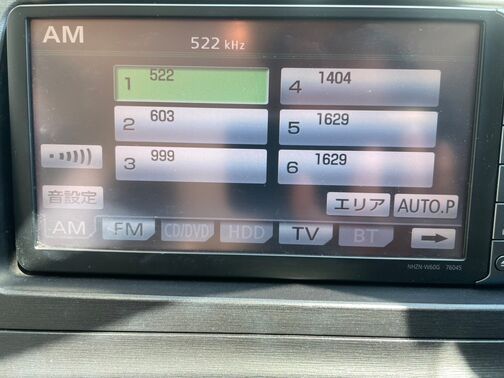 AM
522 kHz
1 522
4 1404
2 603
5 1629
3 999
6 1629
音設定
エリア
AUTO.P
AM FM CD/DVD HDD TV BT
NHZN-W60G 76045